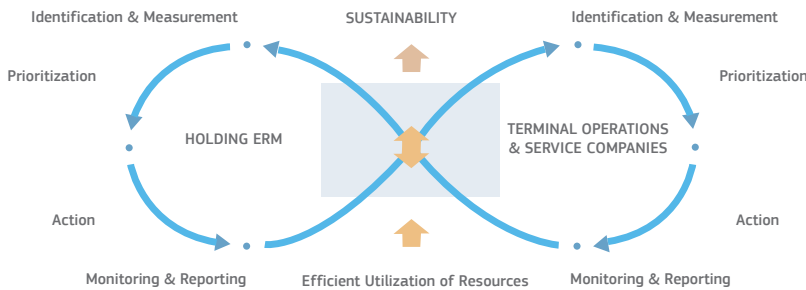 Identification & Measurement
SUSTAINABILITY
Identification & Measurement
Prioritization
Prioritization
HOLDING ERM
TERMINAL OPERATIONS
& SERVICE COMPANIES
Action
Action
Monitoring & Reporting
Efficient Utilization of Resources
Monitoring & Reporting